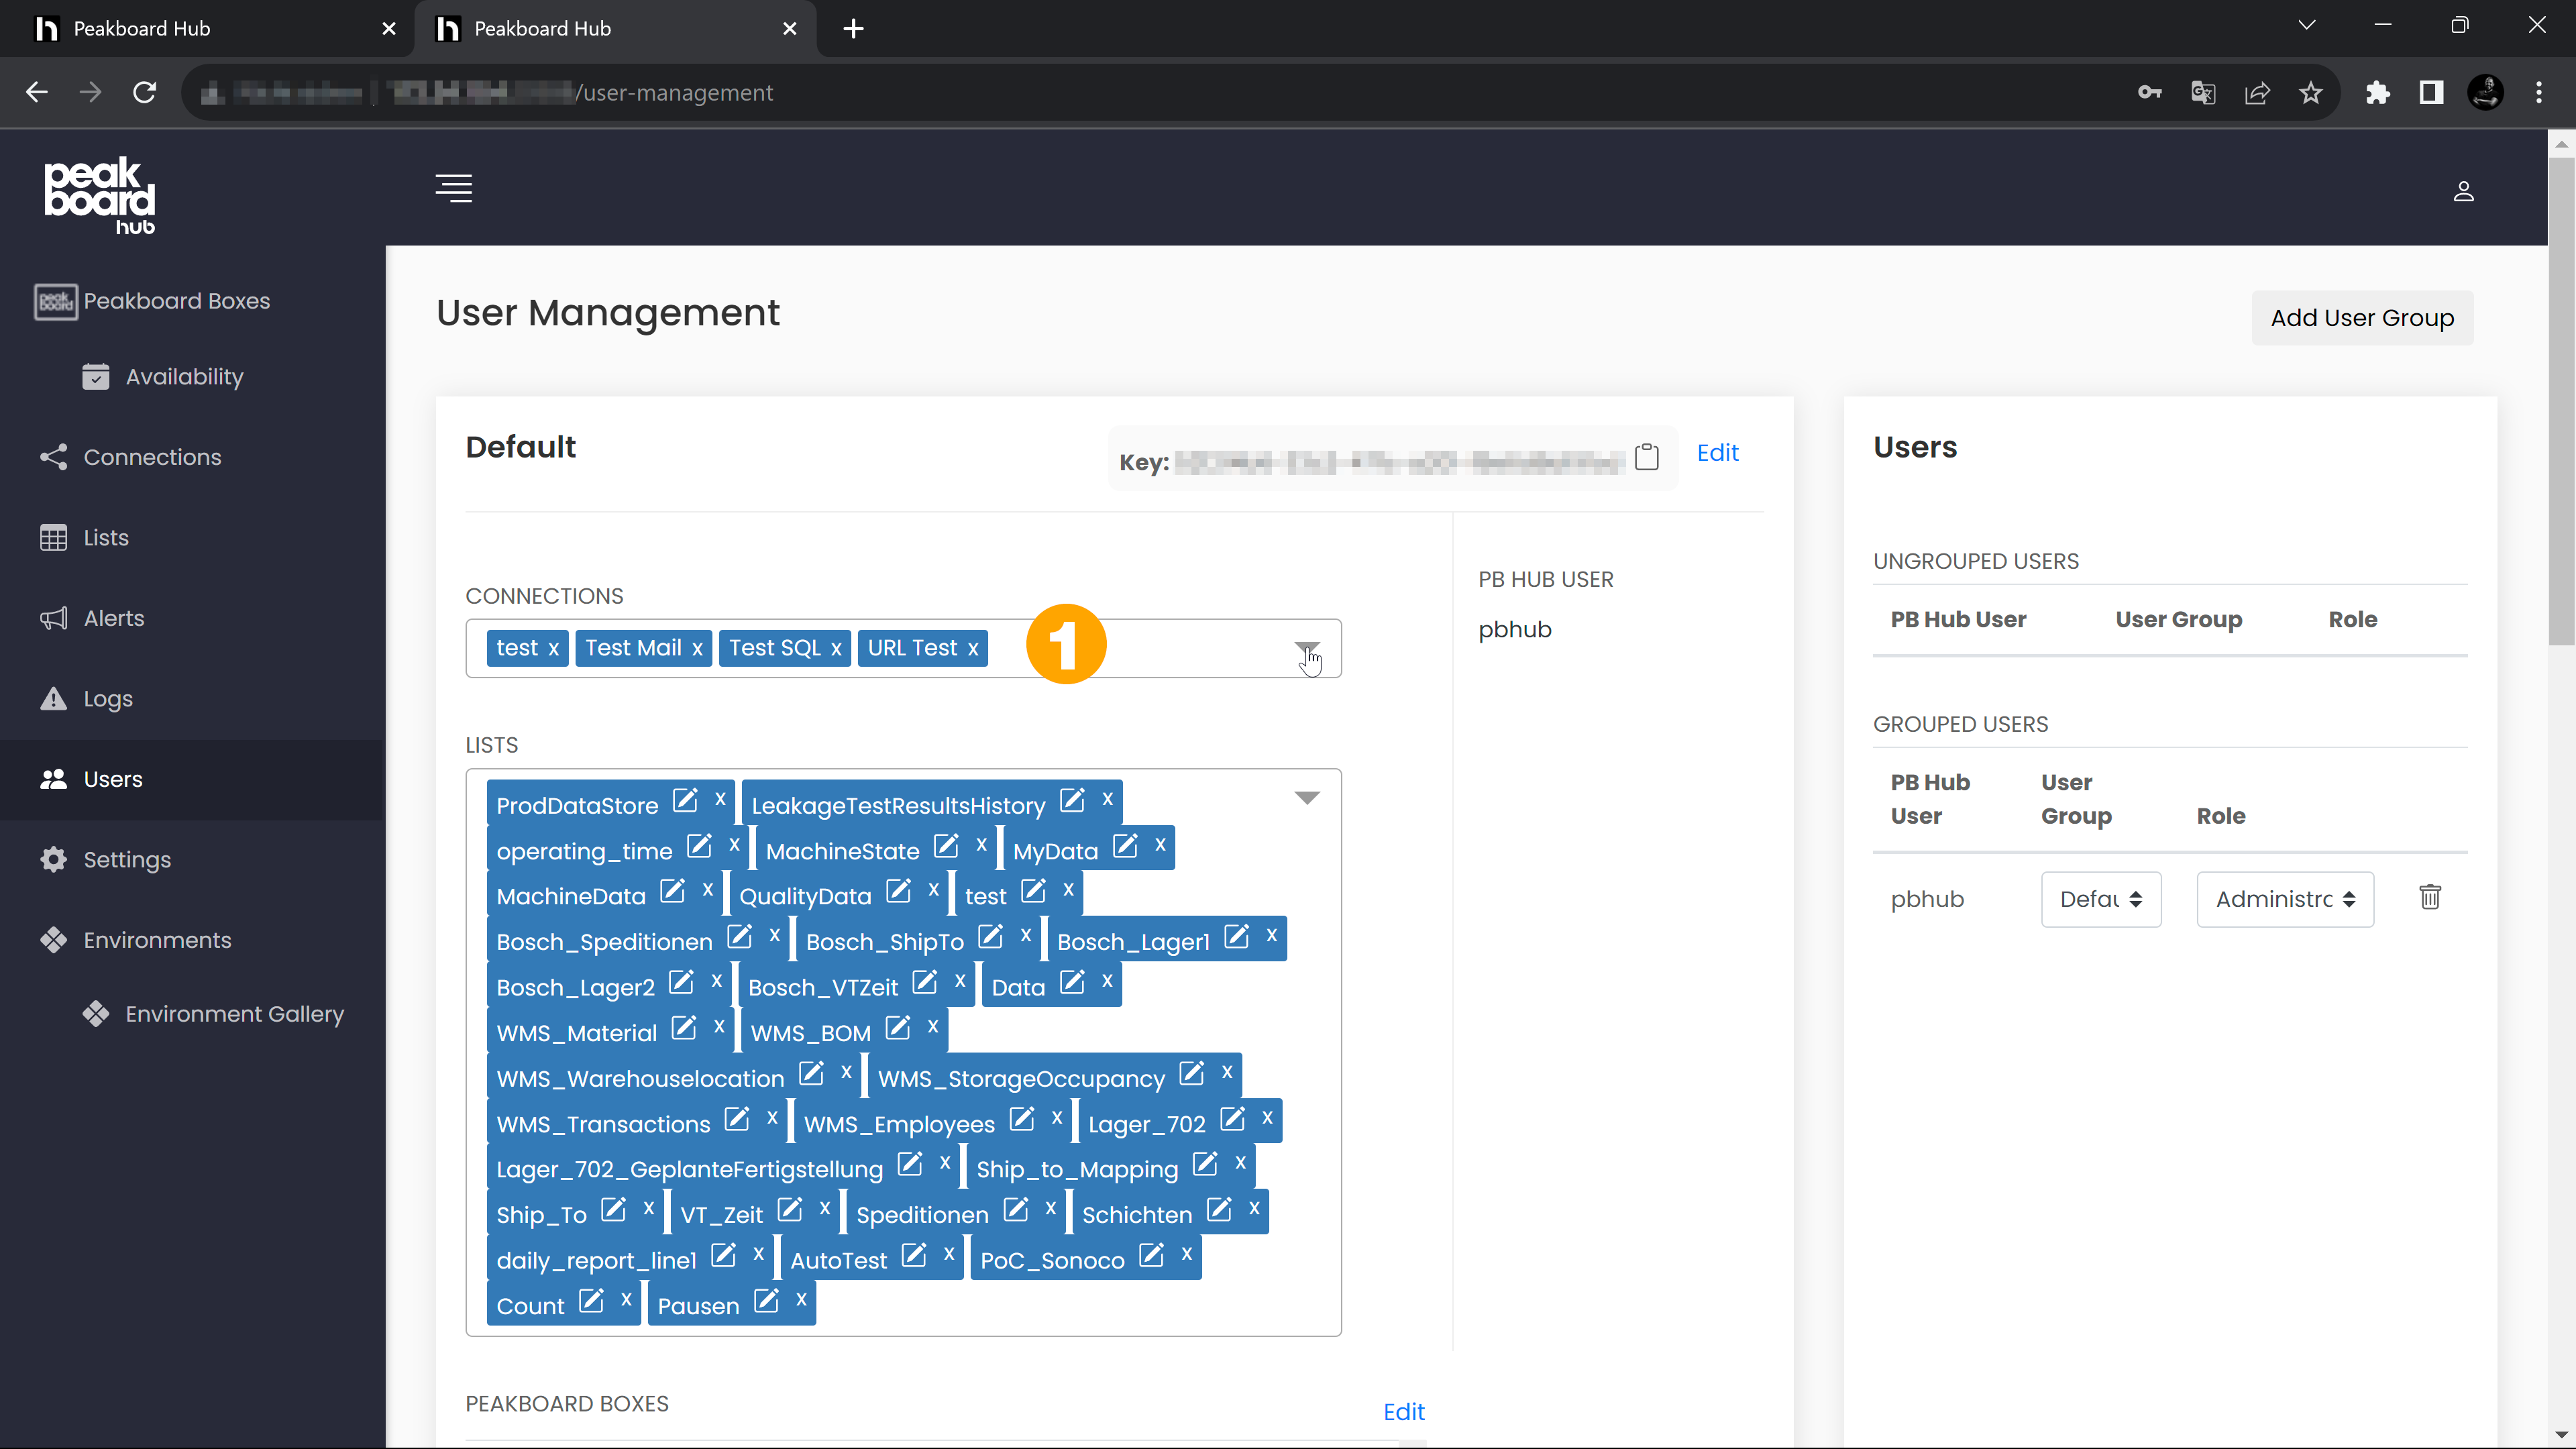 Peakboard Hub
Peakboard Hub
/user-management
peak
board
hub
Peakboard Boxes
Availability
Connections
Lists
Alerts
Logs
Users
Settings
Environments
Environment Gallery
User Management
Add User Group
Default
Key:
Edit
CONNECTIONS
test x Test Mail x Test SQL x URL Test x
1
LISTS
ProdDataStore x LeakageTestResultsHistory x
operating_time x MachineState x MyData x
MachineData x QualityData x test x
Bosch_Speditionen x Bosch_ShipTo x Bosch_Lager1 x
Bosch_Lager2 x Bosch_VTZeit x Data x
WMS_Material x WMS_BOM x
WMS_Warehouselocation x WMS_StorageOccupancy x
WMS_Transactions x WMS_Employees x Lager_702 x
Lager_702_GeplanteFertigstellung x Ship_to_Mapping x
Ship_To x VT_Zeit x Speditionen x Schichten x
daily_report_line1 x AutoTest x PoC_Sonoco x
Count x Pausen x
PEAKBOARD BOXES
Edit
PB HUB USER
pbhub
Users
UNGROUPED USERS
PB Hub User User Group Role
GROUPED USERS
PB Hub User
User Group
Role
pbhub Defau Administrc